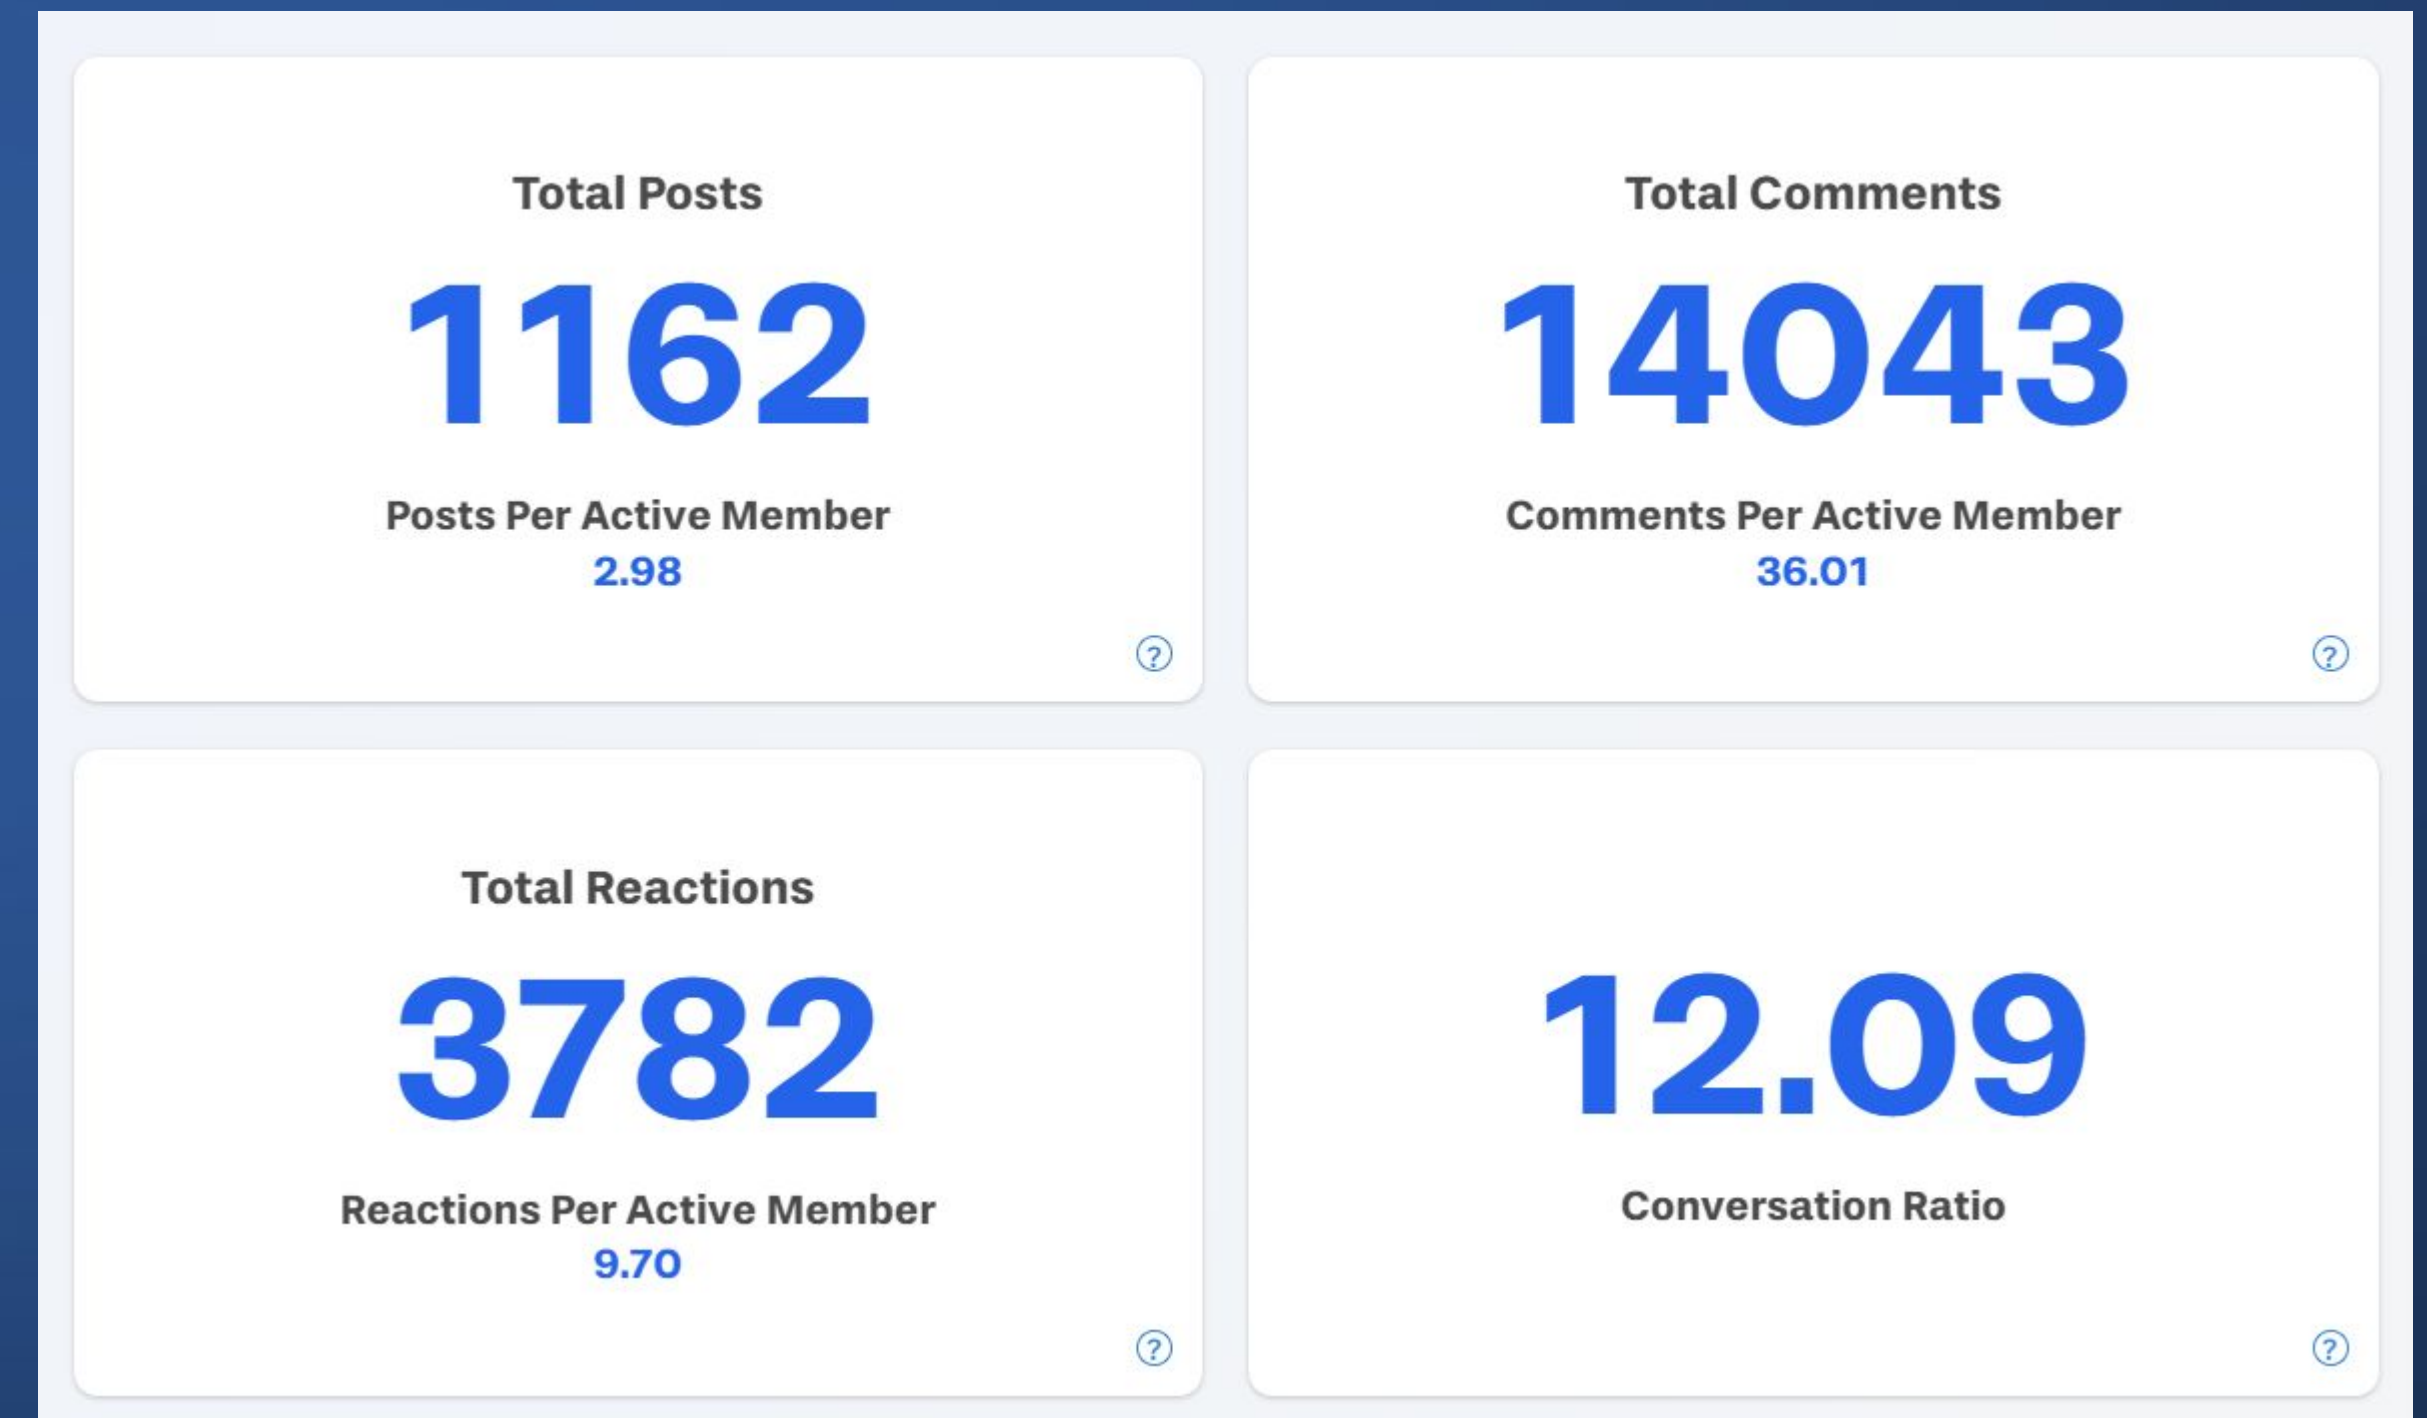 Total Posts
1162
Posts Per Active Member
2.98
?
Total Comments
14043
Comments Per Active Member
36.01
?
Total Reactions
3782
Reactions Per Active Member
9.70
?
12.09
Conversation Ratio
?